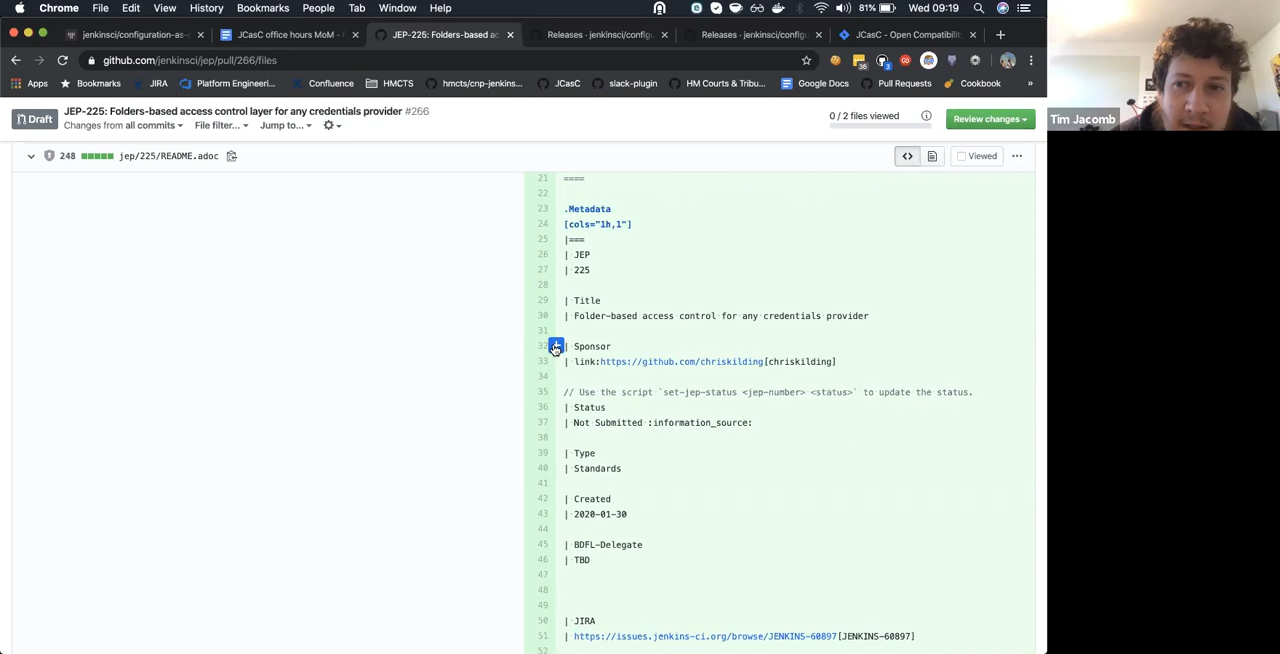 Chrome File Edit View History Bookmarks People Tab Window Help 81% Wed 09:19
jenkinsci/configuration-as-c × JCasC office hours MoM - G × JEP-225: Folders-based ac × Releases · jenkinsci/configu × Releases · jenkinsci/configu × JCasC - Open Compatibilit × +
github.com/jenkinsci/jep/pull/266/files
Apps Bookmarks JIRA Platform Engineeri... Confluence HMCTS hmcts/cnp-jenkins... JCasC slack-plugin HM Courts & Tribu... Google Docs Pull Requests Cookbook »
Draft JEP-225: Folders-based access control layer for any credentials provider #266
Changes from all commits File filter... Jump to...
0 / 2 files viewed
Review changes
Tim Jacomb
248 jep/225/README.adoc Viewed ...
21 ====
22
23 .Metadata
24 [cols="1h,1"]
25 |===
26 | JEP
27 | 225
28
29 | Title
30 | Folder-based access control for any credentials provider
31
32 | Sponsor
33 | link:https://github.com/chriskilding[chriskilding]
34
35 // Use the script `set-jep-status <jep-number> <status>` to update the status.
36 | Status
37 | Not Submitted :information_source:
38
39 | Type
40 | Standards
41
42 | Created
43 | 2020-01-30
44
45 | BDFL-Delegate
46 | TBD
47
48
49
50 | JIRA
51 | https://issues.jenkins-ci.org/browse/JENKINS-60897[JENKINS-60897]
52